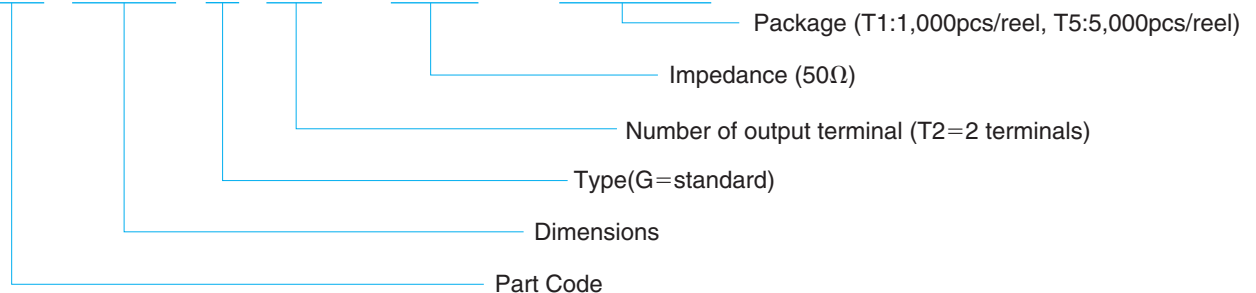 Package (T1:1,000pcs/reel, T5:5,000pcs/reel)
Impedance (50Ω)
Number of output terminal (T2=2 terminals)
Type(G=standard)
Dimensions
Part Code